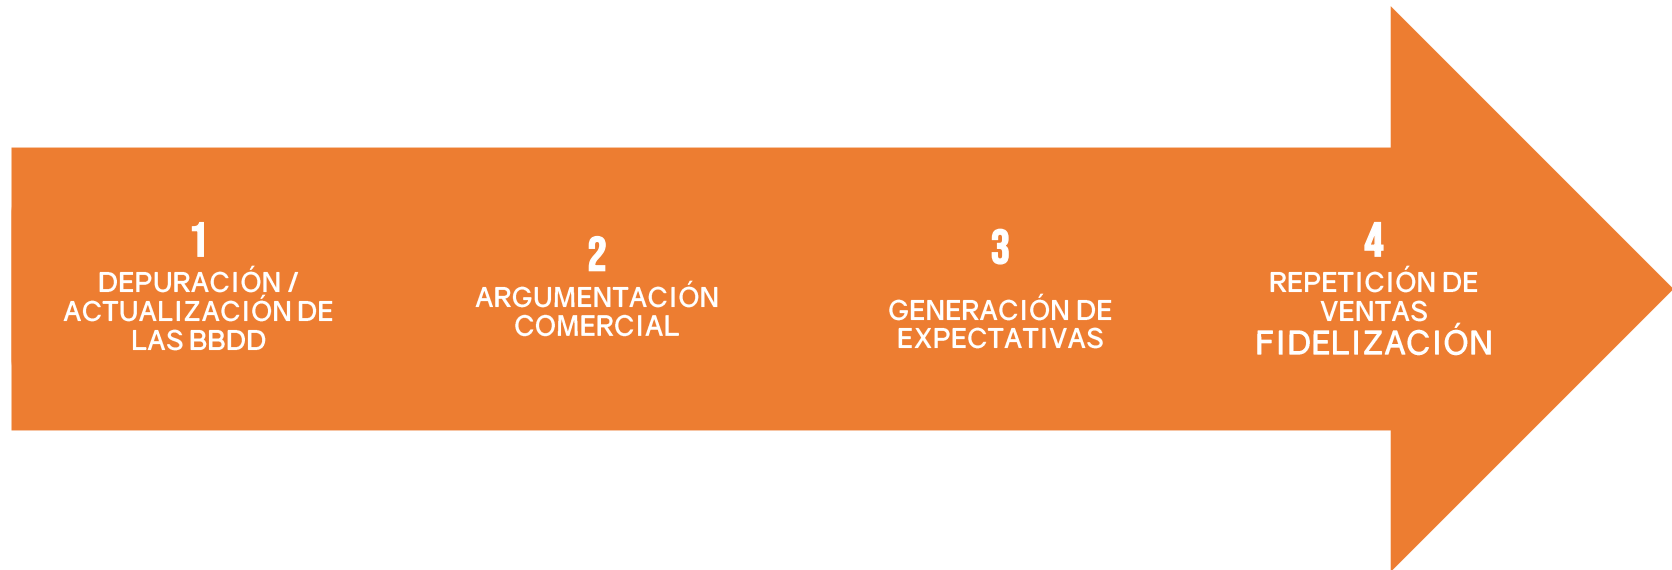 1
DEPURACIÓN /
ACTUALIZACIÓN DE
LAS BBDD
2
ARGUMENTACIÓN
COMERCIAL
3
GENERACIÓN DE
EXPECTATIVAS
4
REPETICIÓN DE
VENTAS
FIDELIZACIÓN